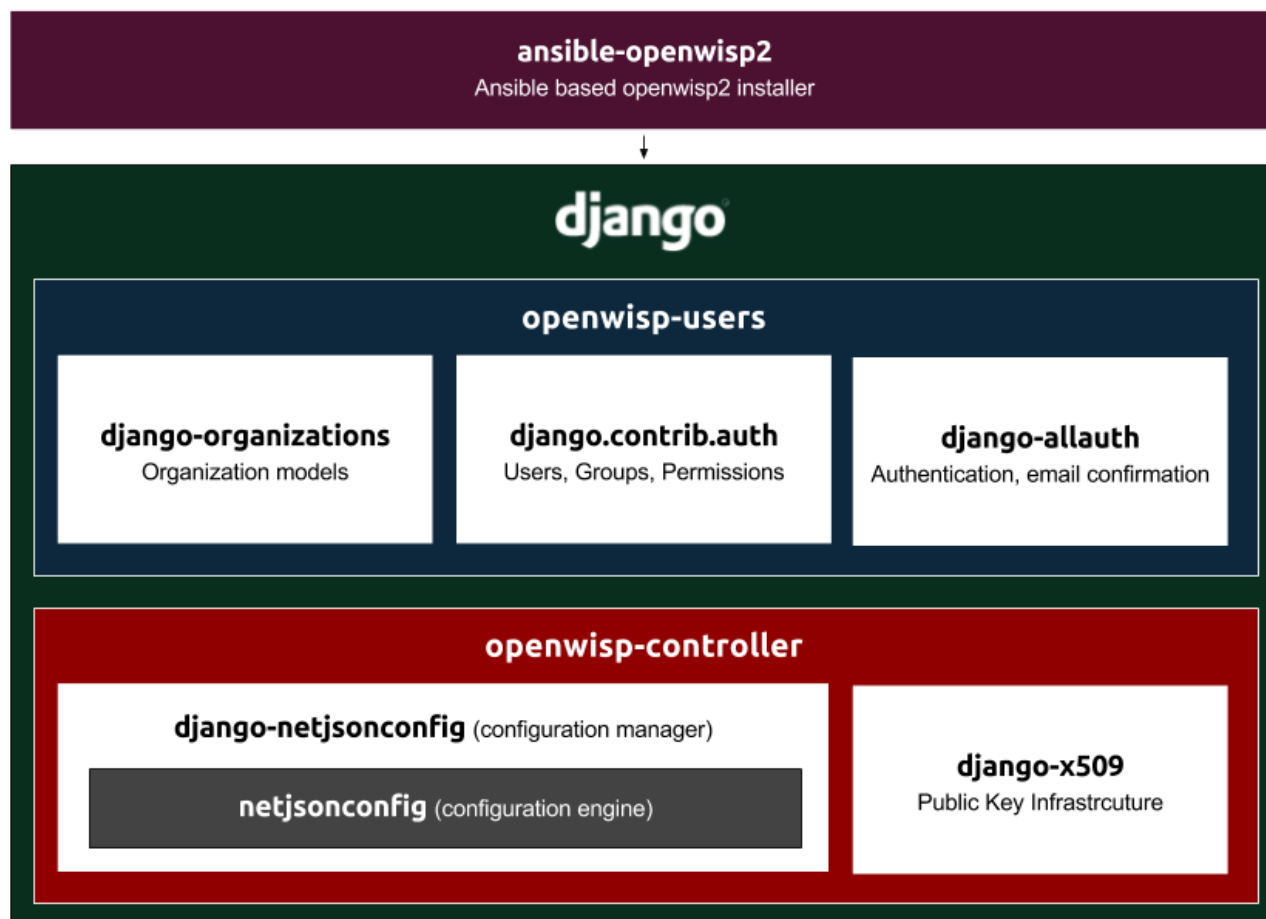 ansible-openwisp2
Ansible based openwisp2 installer
django
openwisp-users
django-organizations
Organization models
django.contrib.auth
Users, Groups, Permissions
django-allauth
Authentication, email confirmation
openwisp-controller
django-netjsonconfig (configuration manager)
netjsonconfig (configuration engine)
django-x509
Public Key Infrastrcuture